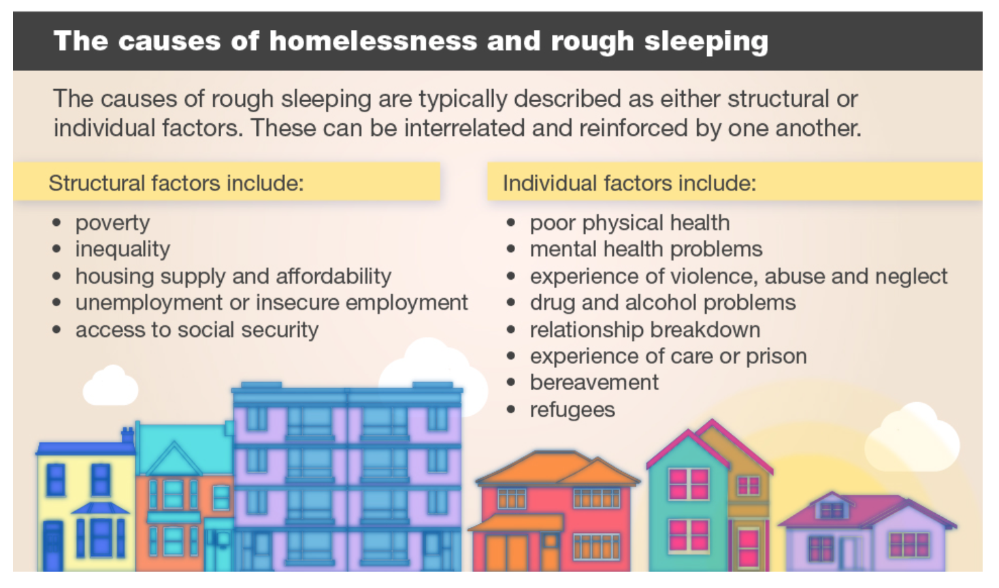 The causes of homelessness and rough sleeping
The causes of rough sleeping are typically described as either structural or
individual factors. These can be interrelated and reinforced by one another.
Structural factors include:
• poverty
• inequality
• housing supply and affordability
• unemployment or insecure employment
• access to social security
Individual factors include:
• poor physical health
• mental health problems
• experience of violence, abuse and neglect
• drug and alcohol problems
• relationship breakdown
• experience of care or prison
• bereavement
• refugees